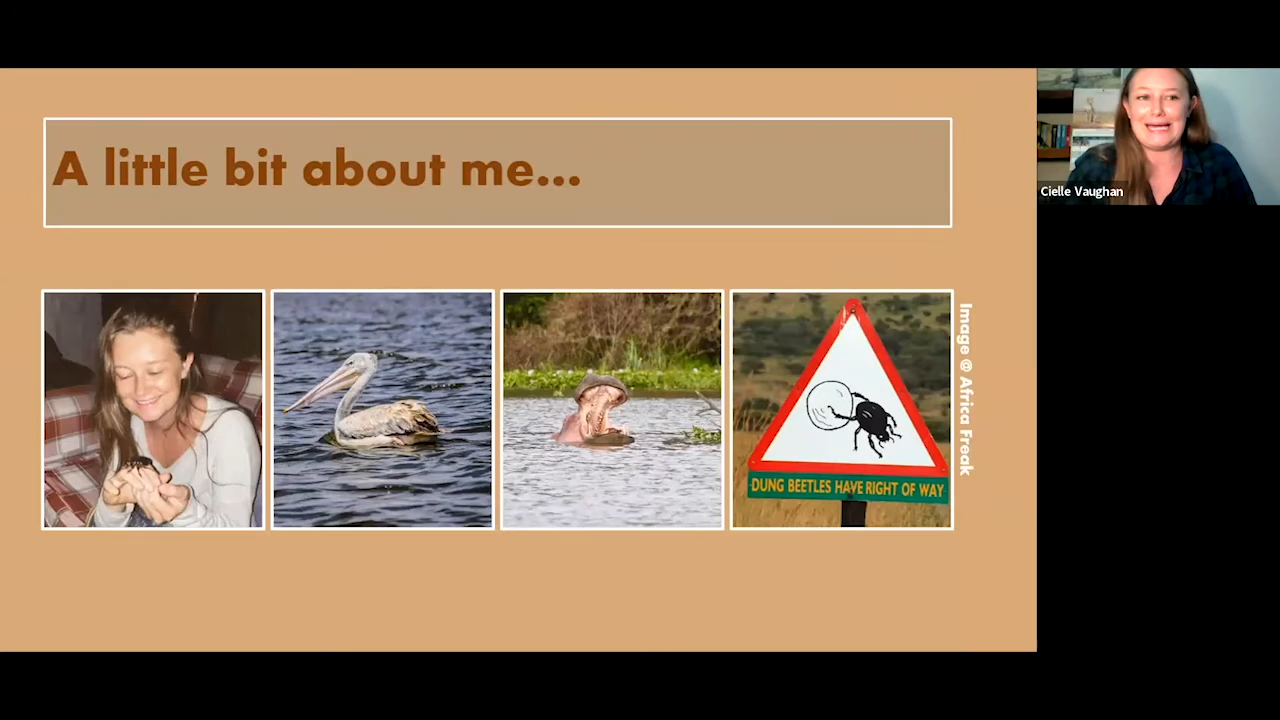 A little bit about me...
Cielle Vaughan
Image @ Africa Freak
DUNG BEETLES HAVE RIGHT OF WAY